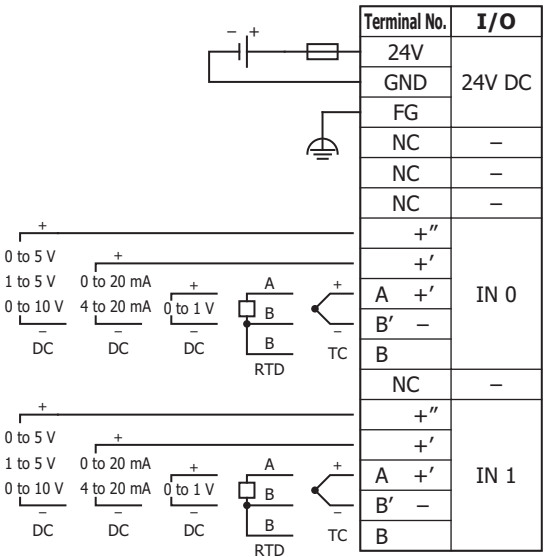 Terminal No. I/O
− +
24V
GND 24V DC
FG
NC −
NC −
NC −
+ +″
0 to 5 V + +′
1 to 5 V 0 to 20 mA + A + A +′ IN 0
0 to 10 V 4 to 20 mA 0 to 1 V B B′ −
− − − B − B
DC DC DC RTD TC
NC −
+ +″
0 to 5 V + +′
1 to 5 V 0 to 20 mA + A + A +′ IN 1
0 to 10 V 4 to 20 mA 0 to 1 V B B′ −
− − − B − B
DC DC DC RTD TC